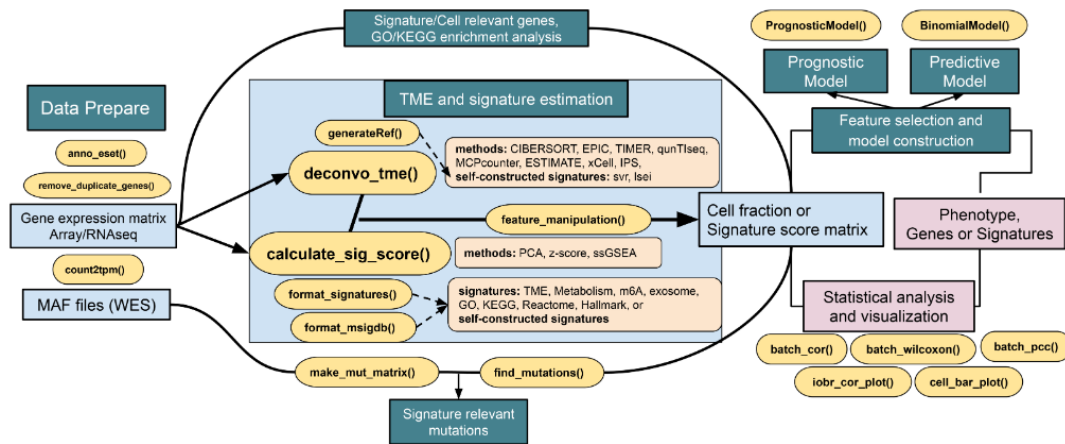 Signature/Cell relevant genes,
GO/KEGG enrichment analysis
PrognosticModel()
BinomialModel()
Prognostic
Model
Predictive
Model
Data Prepare
TME and signature estimation
Feature selection and
model construction
anno_eset()
generateRef()
methods: CIBERSORT, EPIC, TIMER, qunTIseq,
MCPcounter, ESTIMATE, xCell, IPS,
self-constructed signatures: svr, lsei
remove_duplicate_genes()
deconvo_tme()
Gene expression matrix
Array/RNAseq
feature_manipulation()
Cell fraction or
Signature score matrix
Phenotype,
Genes or Signatures
calculate_sig_score()
methods: PCA, z-score, ssGSEA
count2tpm()
format_signatures()
signatures: TME, Metabolism, m6A, exosome,
GO, KEGG, Reactome, Hallmark, or
self-constructed signatures
MAF files (WES)
format_msigdb()
Statistical analysis
and visualization
batch_cor()
batch_wilcoxon()
batch_pcc()
make_mut_matrix()
find_mutations()
iobr_cor_plot()
cell_bar_plot()
Signature relevant
mutations